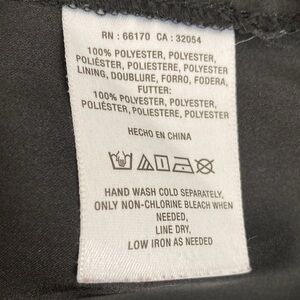 RN : 66170 CA : 32054
100% POLYESTER, POLYESTER,
POLIÉSTER, POLIESTERE, POLYESTER
LINING, DOUBLURE, FORRO, FODERA,
FUTTER:
100% POLYESTER, POLYESTER,
POLIÉSTER, POLIESTERE, POLYESTER
HECHO EN CHINA
HAND WASH COLD SEPARATELY,
ONLY NON-CHLORINE BLEACH WHEN
NEEDED,
LINE DRY,
LOW IRON AS NEEDED